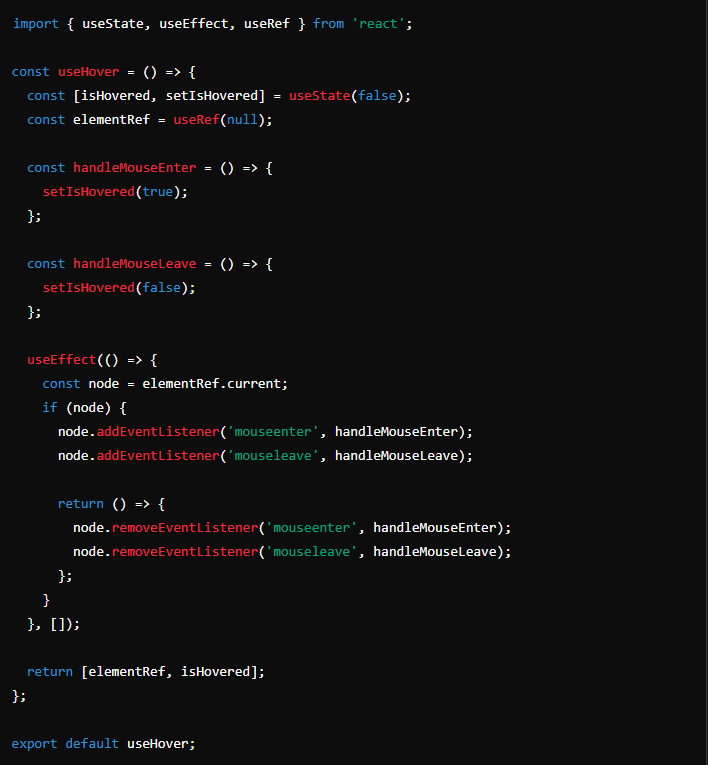 import { useState, useEffect, useRef } from 'react';
const useHover = () => {
const [isHovered, setIsHovered] = useState(false);
const elementRef = useRef(null);
const handleMouseEnter = () => {
setIsHovered(true);
};
const handleMouseLeave = () => {
setIsHovered(false);
};
useEffect(() => {
const node = elementRef.current;
if (node) {
node.addEventListener('mouseenter', handleMouseEnter);
node.addEventListener('mouseleave', handleMouseLeave);
return () => {
node.removeEventListener('mouseenter', handleMouseEnter);
node.removeEventListener('mouseleave', handleMouseLeave);
};
}
}, []);
return [elementRef, isHovered];
};
export default useHover;